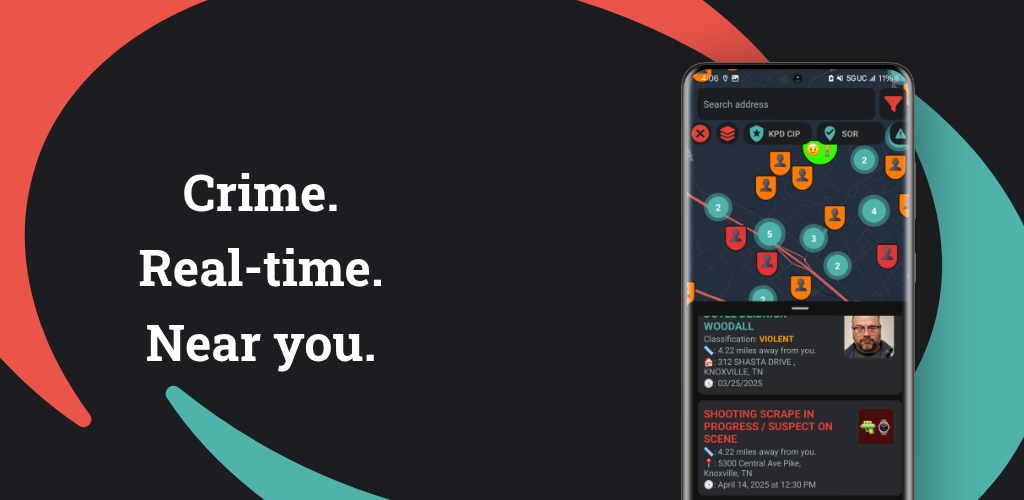 Crime.
Real-time.
Near you.
4:06
5G UC
11%
Search address
KPD CIP
SOR
2
2
4
5
3
2
2
WOODALL
Classification: VIOLENT
: 4.22 miles away from you.
: 312 SHASTA DRIVE ,
KNOXVILLE, TN
: 03/25/2025
SHOOTING SCRAPE IN
PROGRESS / SUSPECT ON
SCENE
: 4.22 miles away from you.
: 5300 Central Ave Pike,
Knoxville, TN
: April 14, 2025 at 12:30 PM